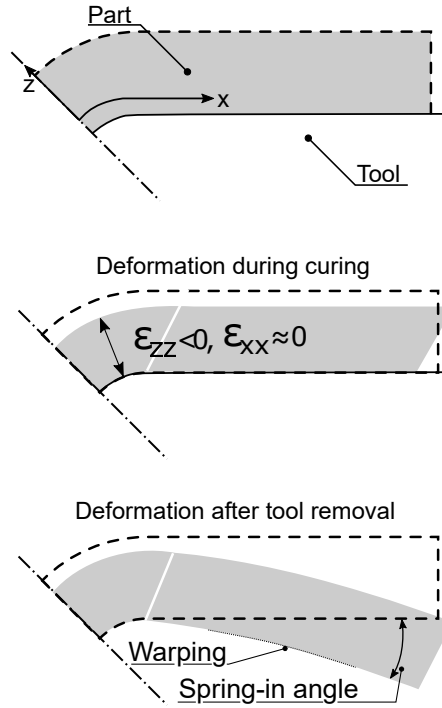 Part
z
x
Tool
Deformation during curing
εzz<0, εxx≈0
Deformation after tool removal
Warping
Spring-in angle